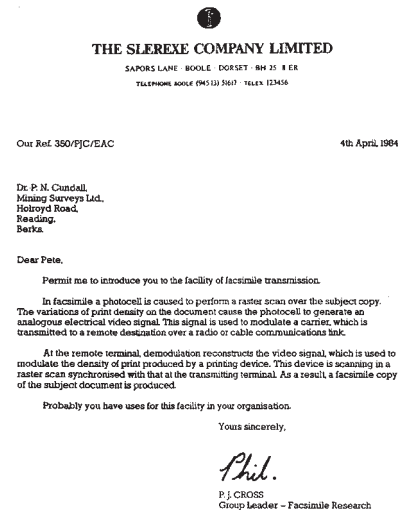 THE SLEREXE COMPANY LIMITED
SAPORS LANE · BOOLE · DORSET · BH 25 8 ER
TELEPHONE BOOLE (945 13) 51617 · TELEX 123456
Our Ref. 350/PJC/EAC
4th April, 1984
Dr. P. N. Cundall,
Mining Surveys Ltd.,
Holroyd Road,
Reading,
Berks.
Dear Pete,
Permit me to introduce you to the facility of facsimile transmission.
In facsimile a photocell is caused to perform a raster scan over the subject copy.
The variations of print density on the document cause the photocell to generate an
analogous electrical video signal. This signal is used to modulate a carrier, which is
transmitted to a remote destination over a radio or cable communications link.
At the remote terminal, demodulation reconstructs the video signal, which is used to
modulate the density of print produced by a printing device. This device is scanning in a
raster scan synchronised with that at the transmitting terminal. As a result, a facsimile copy
of the subject document is produced.
Probably you have uses for this facility in your organisation.
Yours sincerely,
Phil.
P. J. CROSS
Group Leader – Facsimile Research